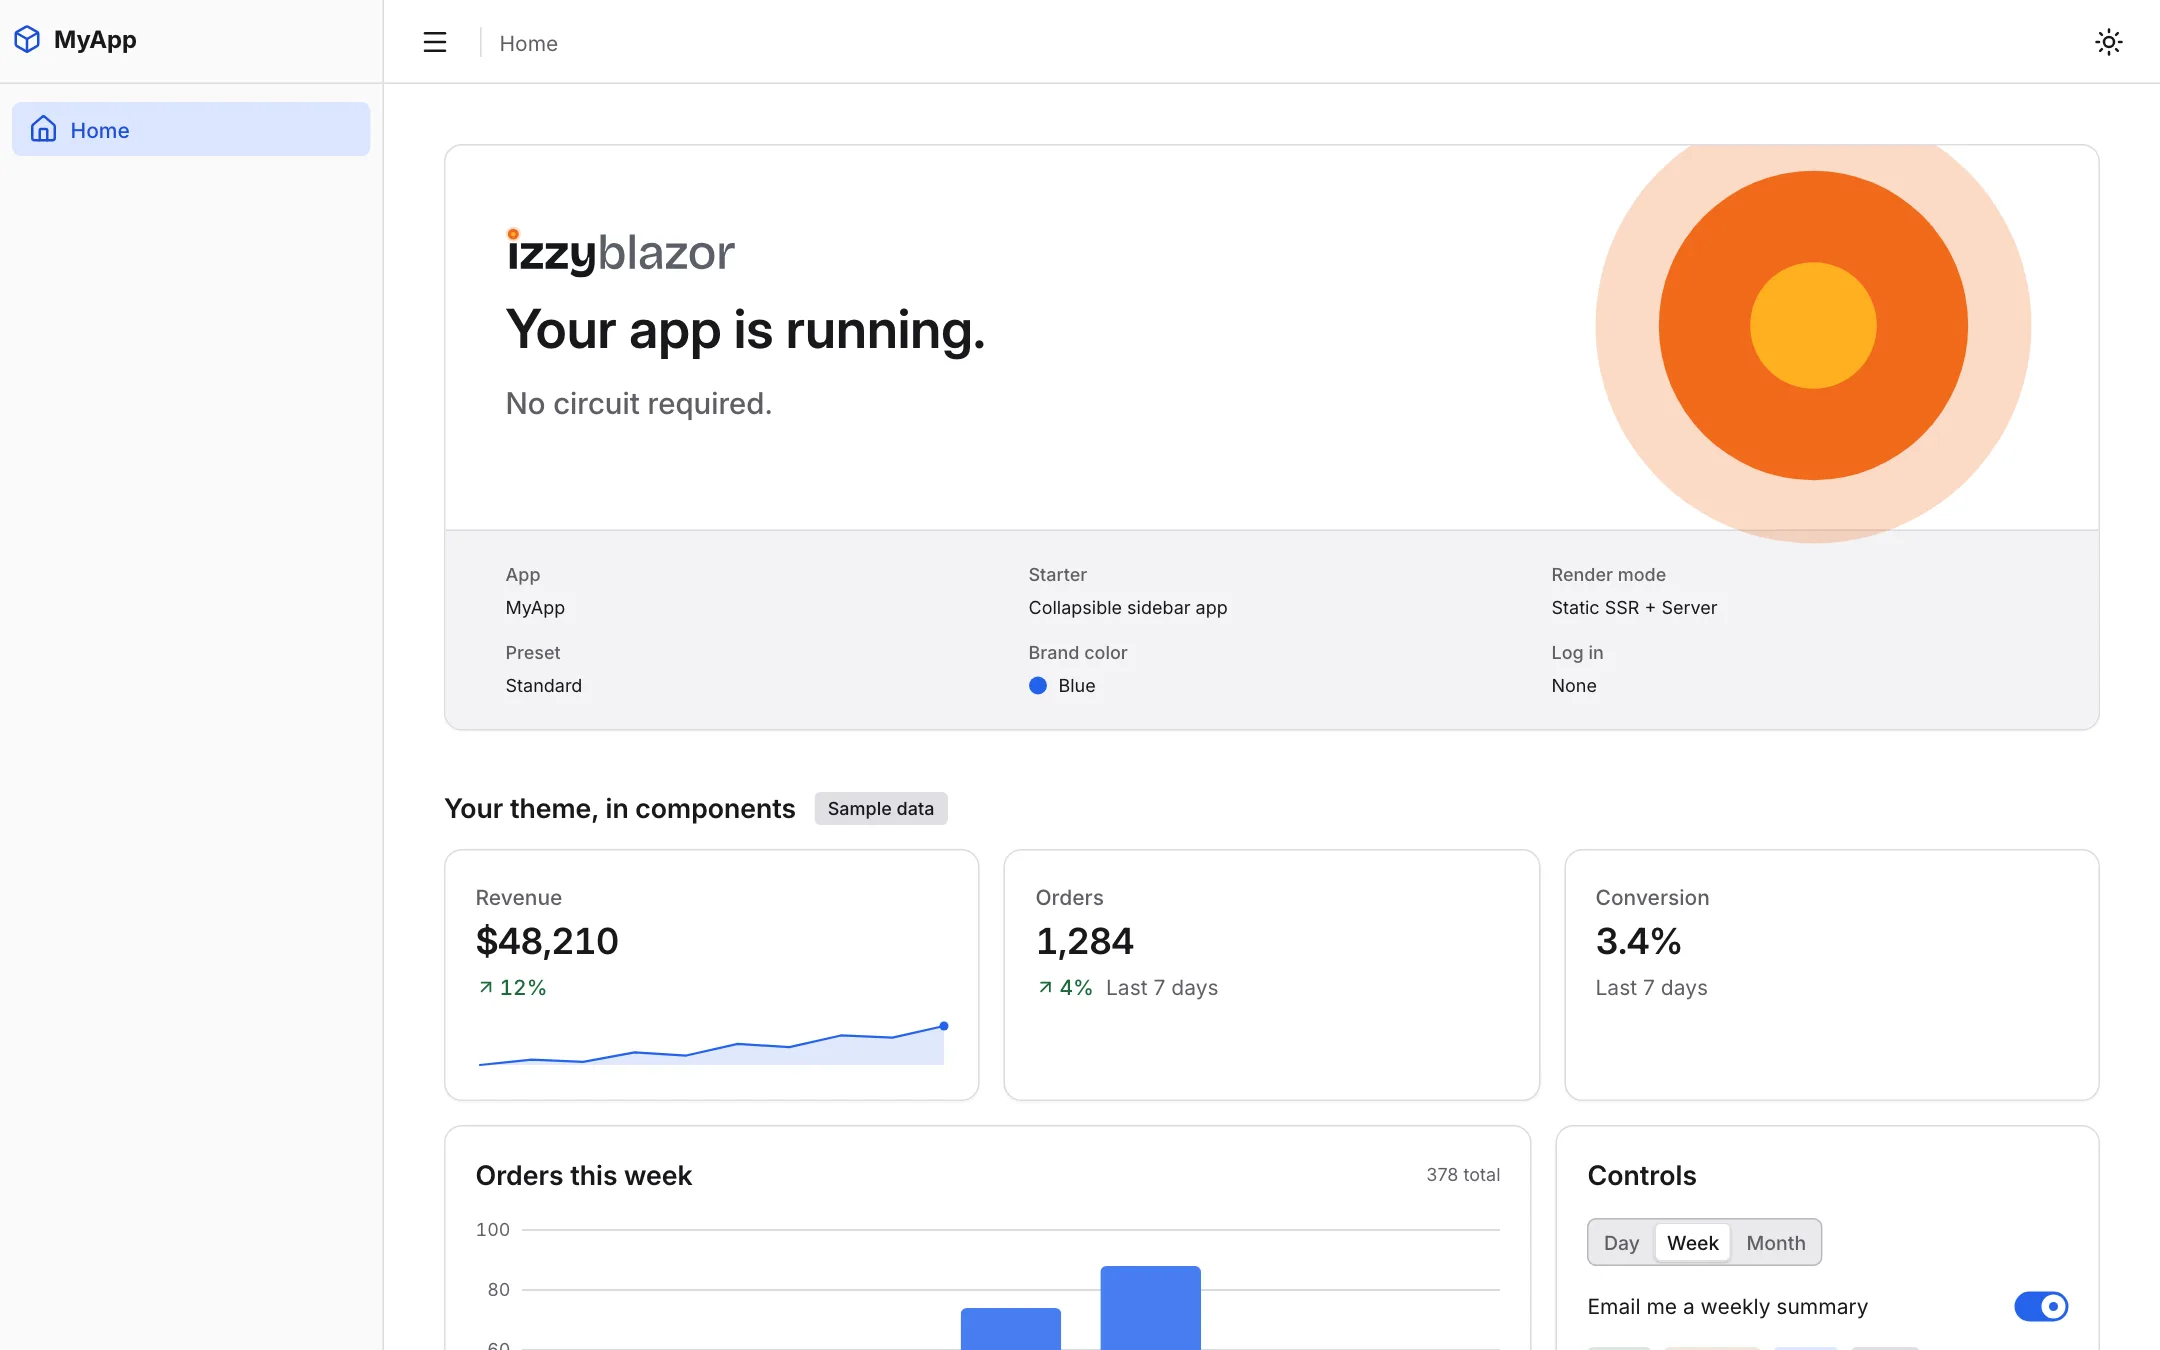 MyApp
Home
Home
izzyblazor
Your app is running.
No circuit required.
App
MyApp
Starter
Collapsible sidebar app
Render mode
Static SSR + Server
Preset
Standard
Brand color
Blue
Log in
None
Your theme, in components
Sample data
Revenue
$48,210
12%
Orders
1,284
4% Last 7 days
Conversion
3.4%
Last 7 days
Orders this week
378 total
100
80
60
Controls
Day Week Month
Email me a weekly summary